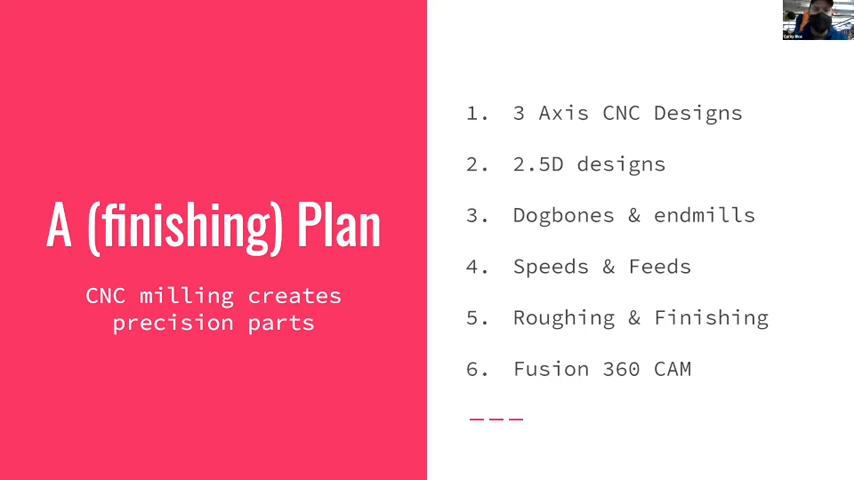 A (finishing) Plan
CNC milling creates
precision parts
1. 3 Axis CNC Designs
2. 2.5D designs
3. Dogbones & endmills
4. Speeds & Feeds
5. Roughing & Finishing
6. Fusion 360 CAM